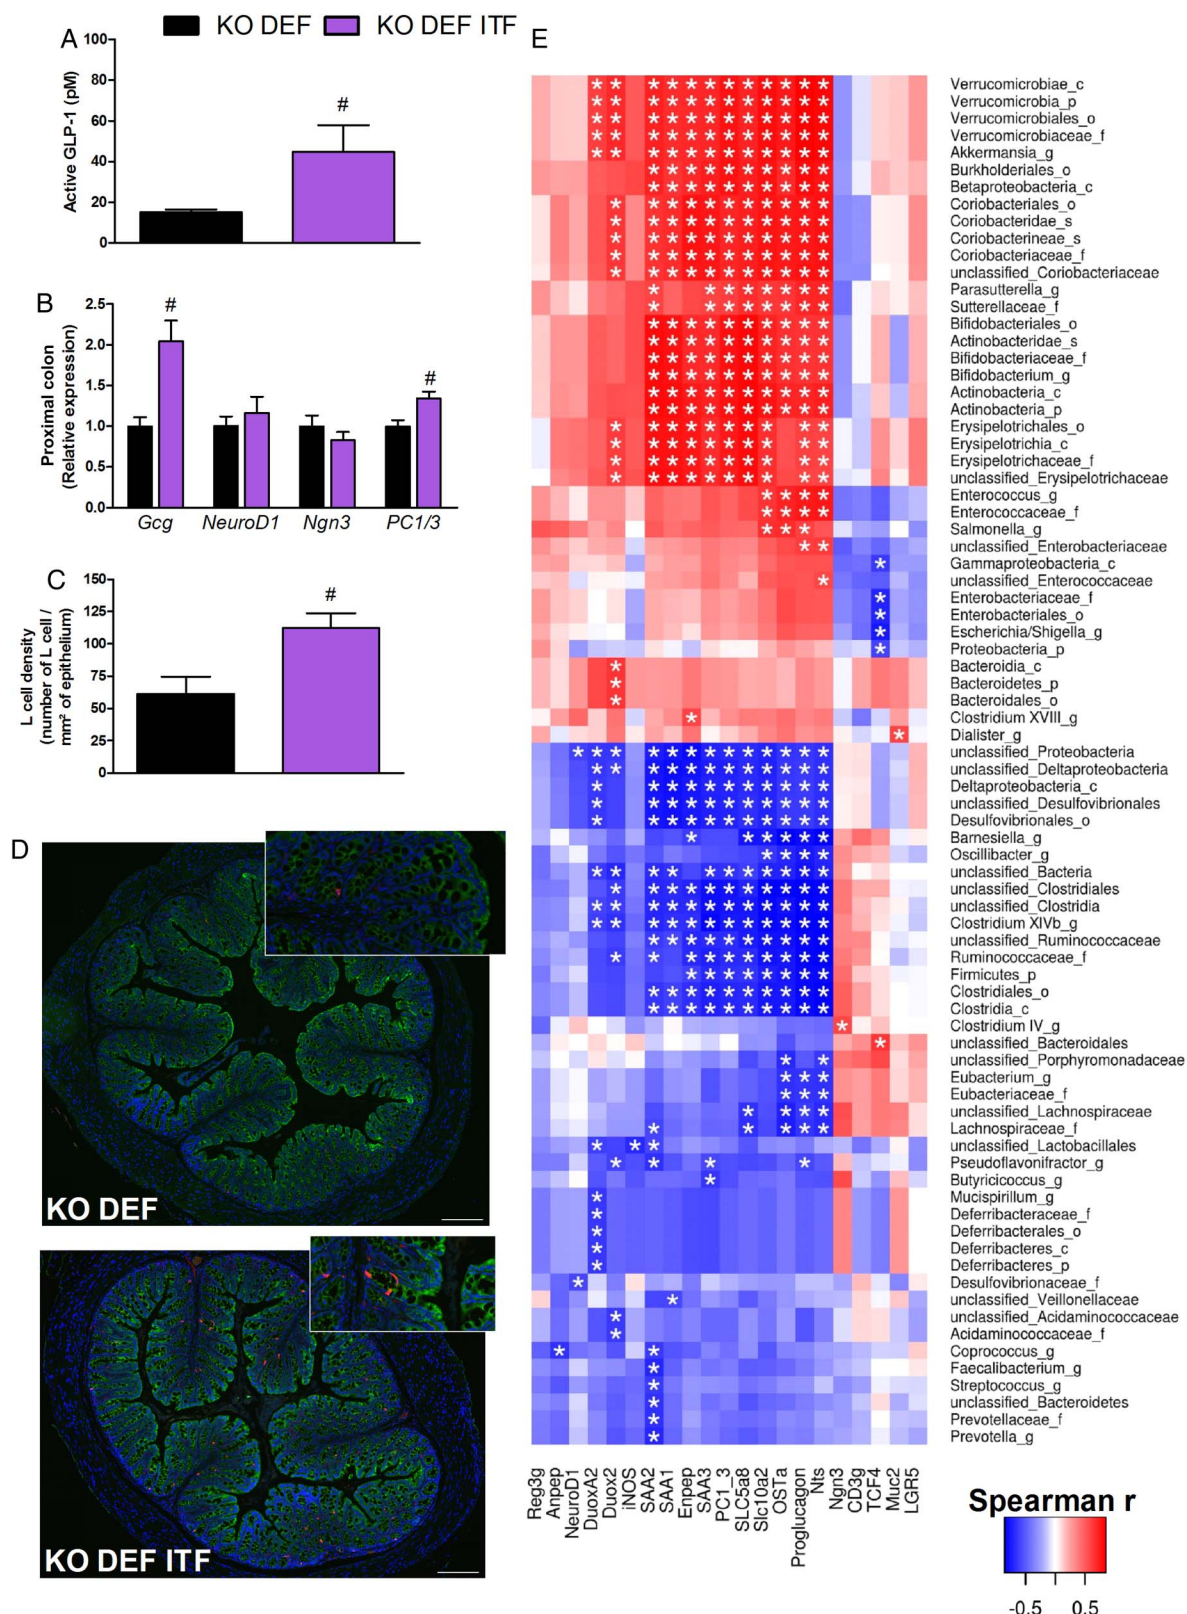 KO DEF KO DEF ITF
A
Active GLP-1 (pM)
100
80
60
40
20
0
#
B
Proximal colon
(Relative expression)
2.5
2.0
1.5
1.0
0.5
0.0
#
#
Gcg NeuroD1 Ngn3 PC1/3
C
L cell density
(number of L cell /
mm² of epithelium)
150
125
100
75
50
25
0
#
D
KO DEF
KO DEF ITF
E
Verrucomicrobiae_c
Verrucomicrobia_p
Verrucomicrobiales_o
Verrucomicrobiaceae_f
Akkermansia_g
Burkholderiales_o
Betaproteobacteria_c
Coriobacteriales_o
Coriobacteridae_s
Coriobacterineae_s
Coriobacteriaceae_f
unclassified_Coriobacteriaceae
Parasutterella_g
Sutterellaceae_f
Bifidobacteriales_o
Actinobacteridae_s
Bifidobacteriaceae_f
Bifidobacterium_g
Actinobacteria_c
Actinobacteria_p
Erysipelotrichales_o
Erysipelotrichia_c
Erysipelotrichaceae_f
unclassified_Erysipelotrichaceae
Enterococcus_g
Enterococcaceae_f
Salmonella_g
unclassified_Enterobacteriaceae
Gammaproteobacteria_c
unclassified_Enterococcaceae
Enterobacteriaceae_f
Enterobacteriales_o
Escherichia/Shigella_g
Proteobacteria_p
Bacteroidia_c
Bacteroidetes_p
Bacteroidales_o
Clostridium XVIII_g
Dialister_g
unclassified_Proteobacteria
unclassified_Deltaproteobacteria
Deltaproteobacteria_c
unclassified_Desulfovibrionales
Desulfovibrionales_o
Barnesiella_g
Oscillibacter_g
unclassified_Bacteria
unclassified_Clostridiales
unclassified_Clostridia
Clostridium XIVb_g
unclassified_Ruminococcaceae
Ruminococcaceae_f
Firmicutes_p
Clostridiales_o
Clostridia_c
Clostridium IV_g
unclassified_Bacteroidales
unclassified_Porphyromonadaceae
Eubacterium_g
Eubacteriaceae_f
unclassified_Lachnospiraceae
Lachnospiraceae_f
unclassified_Lactobacillales
Pseudoflavonifractor_g
Butyricicoccus_g
Mucispirillum_g
Deferribacteraceae_f
Deferribacterales_o
Deferribacteres_c
Deferribacteres_p
Desulfovibrionaceae_f
unclassified_Veillonellaceae
unclassified_Acidaminococcaceae
Acidaminococcaceae_f
Coprococcus_g
Faecalibacterium_g
Streptococcus_g
unclassified_Bacteroidetes
Prevotellaceae_f
Prevotella_g
Reg3g
Anpep
NeuroD1
DuoxA2
Duox2
iNOS
SAA2
SAA1
Enpep
SAA3
PC1_3
SLC5a8
Slc10a2
OSTa
Proglucagon
Nts
Ngn3
CD3g
TCF4
Muc2
LGR5
Spearman r
-0.5 0.5